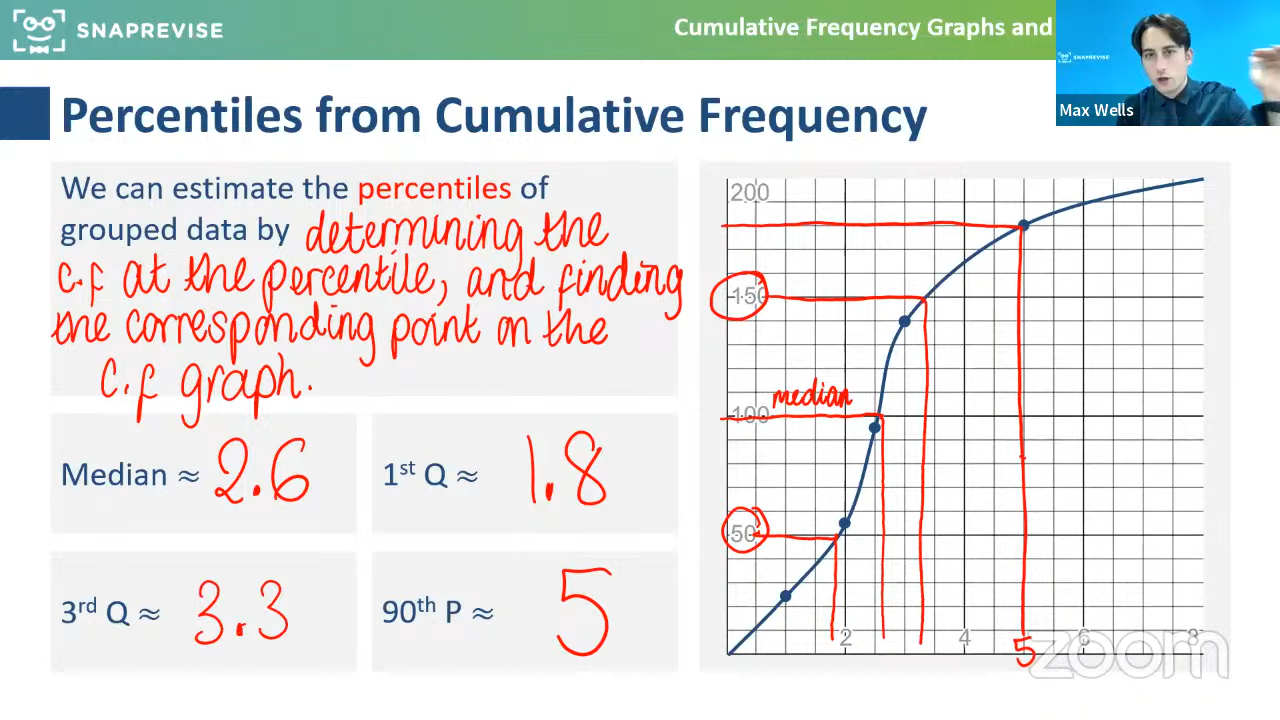 SNAPREVISE
Cumulative Frequency Graphs and
SNAPREVISE
Max Wells
Percentiles from Cumulative Frequency
We can estimate the percentiles of
grouped data by determining the
c.f at the percentile, and finding
the corresponding point on the
c.f graph.
Median ≈ 2.6
1st Q ≈ 1.8
3rd Q ≈ 3.3
90th P ≈ 5
200
150
median
100
50
2
4
6
8
5
zoom